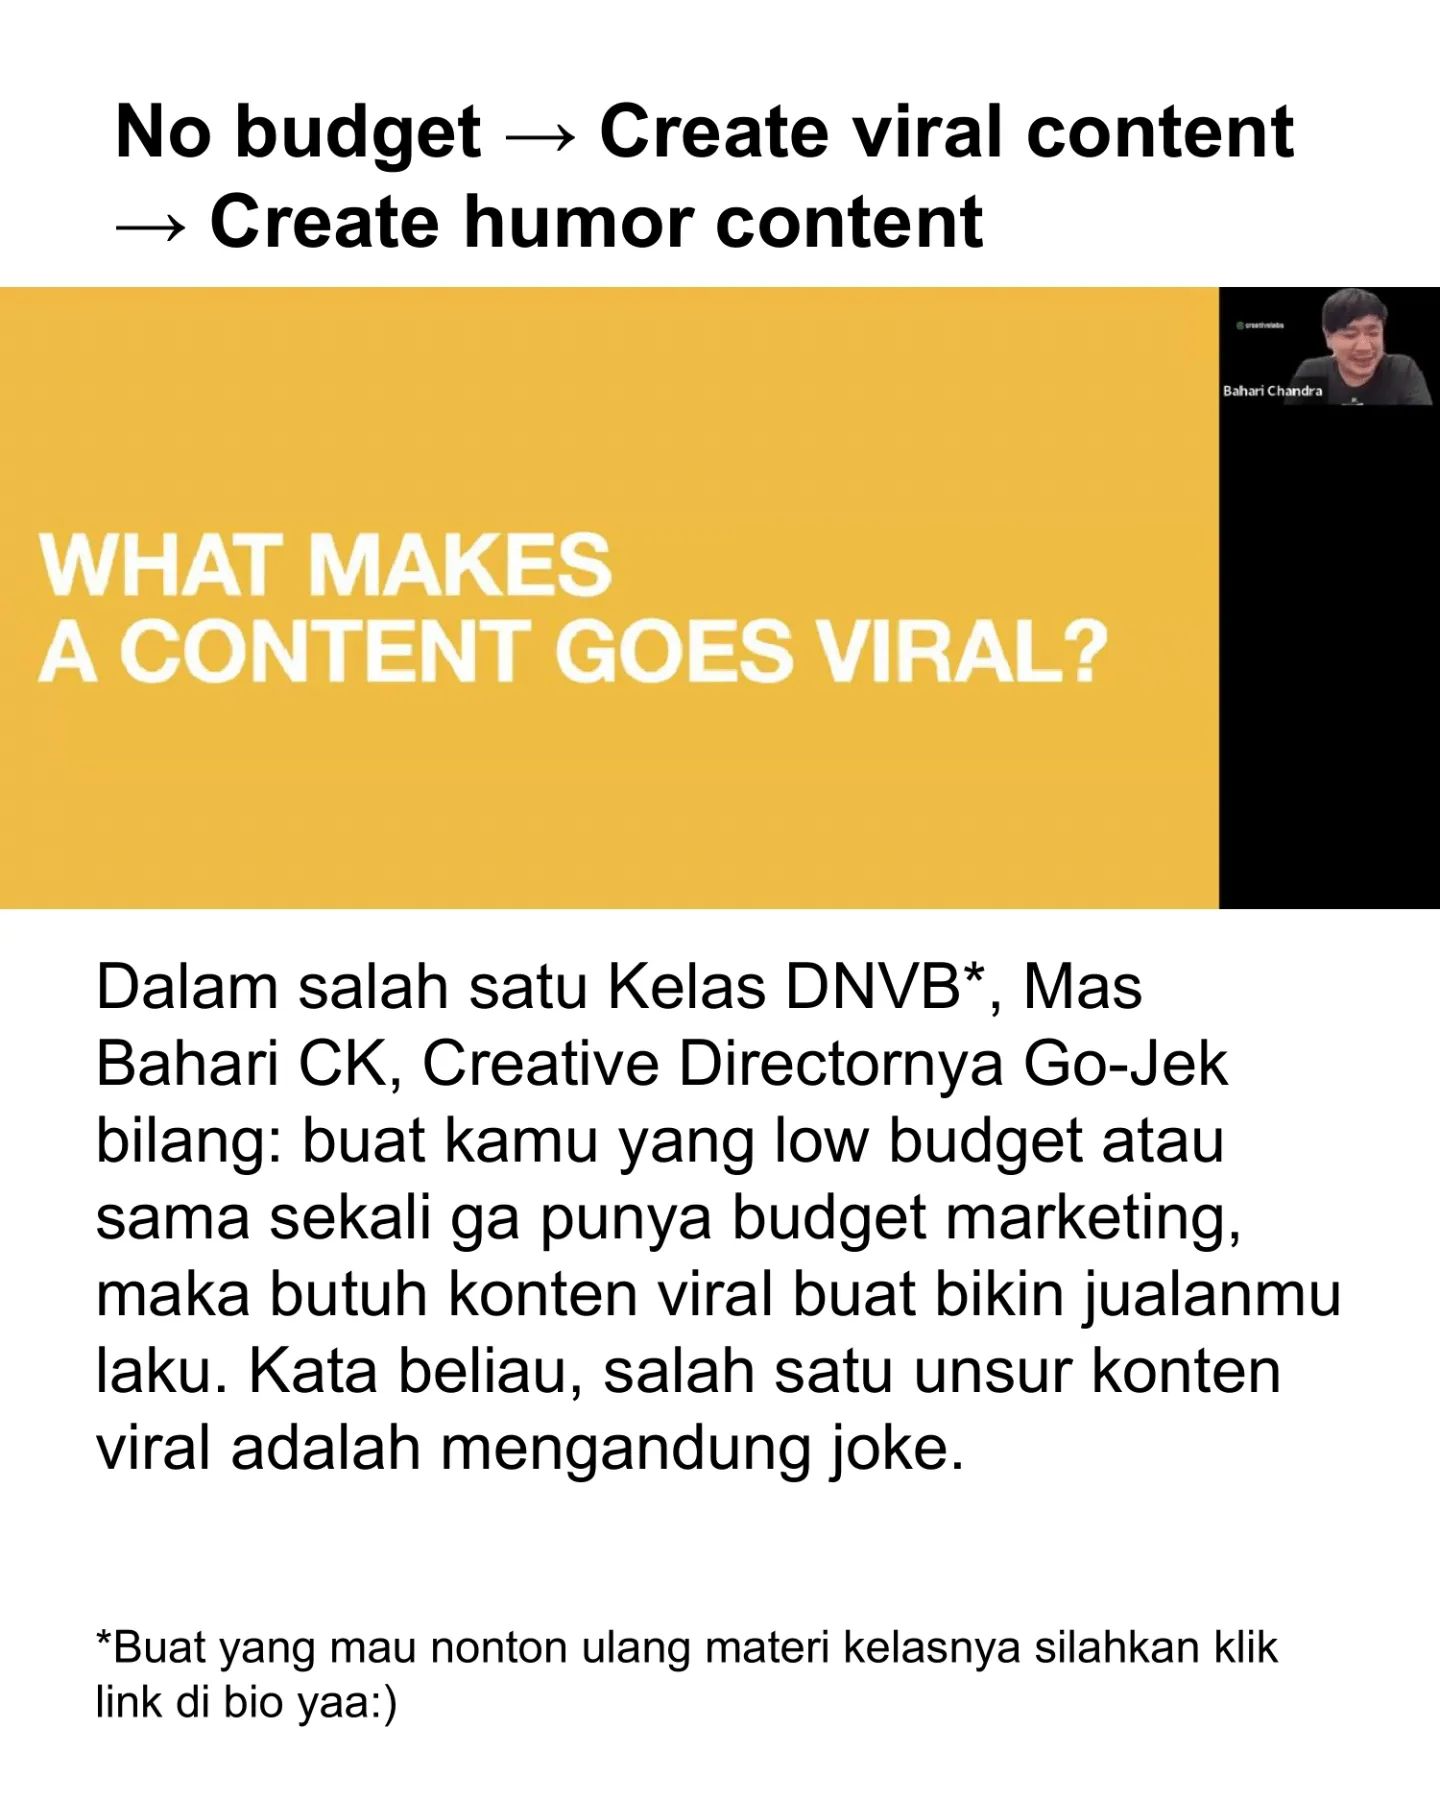 No budget → Create viral content
→ Create humor content
creativelabs
Bahari Chandra
WHAT MAKES
A CONTENT GOES VIRAL?
Dalam salah satu Kelas DNVB*, Mas
Bahari CK, Creative Directornya Go-Jek
bilang: buat kamu yang low budget atau
sama sekali ga punya budget marketing,
maka butuh konten viral buat bikin jualanmu
laku. Kata beliau, salah satu unsur konten
viral adalah mengandung joke.
*Buat yang mau nonton ulang materi kelasnya silahkan klik
link di bio yaa:)